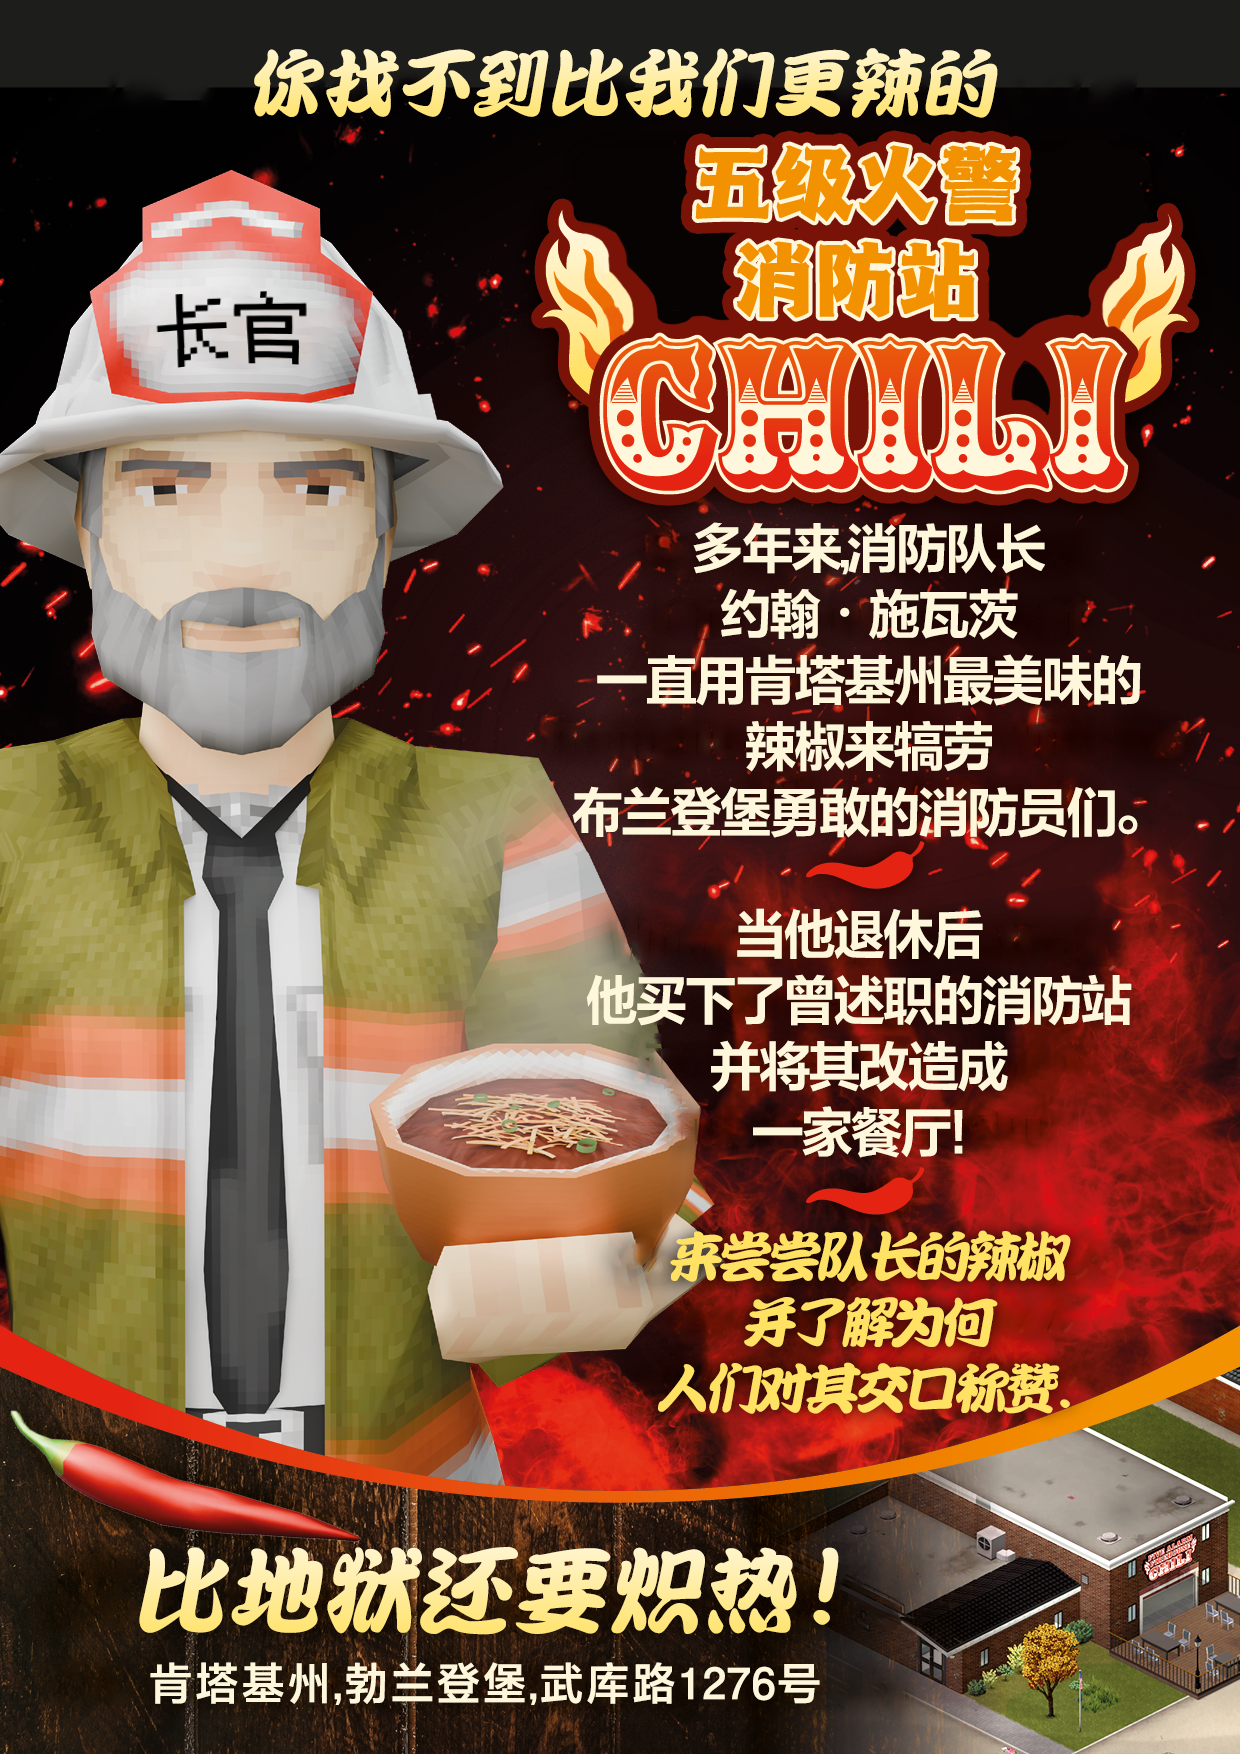 你找不到比我们更辣的
五级火警
消防站
CHILI
长官
多年来,消防队长
约翰·施瓦茨
一直用肯塔基州最美味的
辣椒来犒劳
布兰登堡勇敢的消防员们。
当他退休后
他买下了曾述职的消防站
并将其改造成
一家餐厅!
来尝尝队长的辣椒
并了解为何
人们对其交口称赞.
比地狱还要炽热!
肯塔基州,勃兰登堡,武库路1276号
FIVE ALARM
FIREHOUSE
CHILI